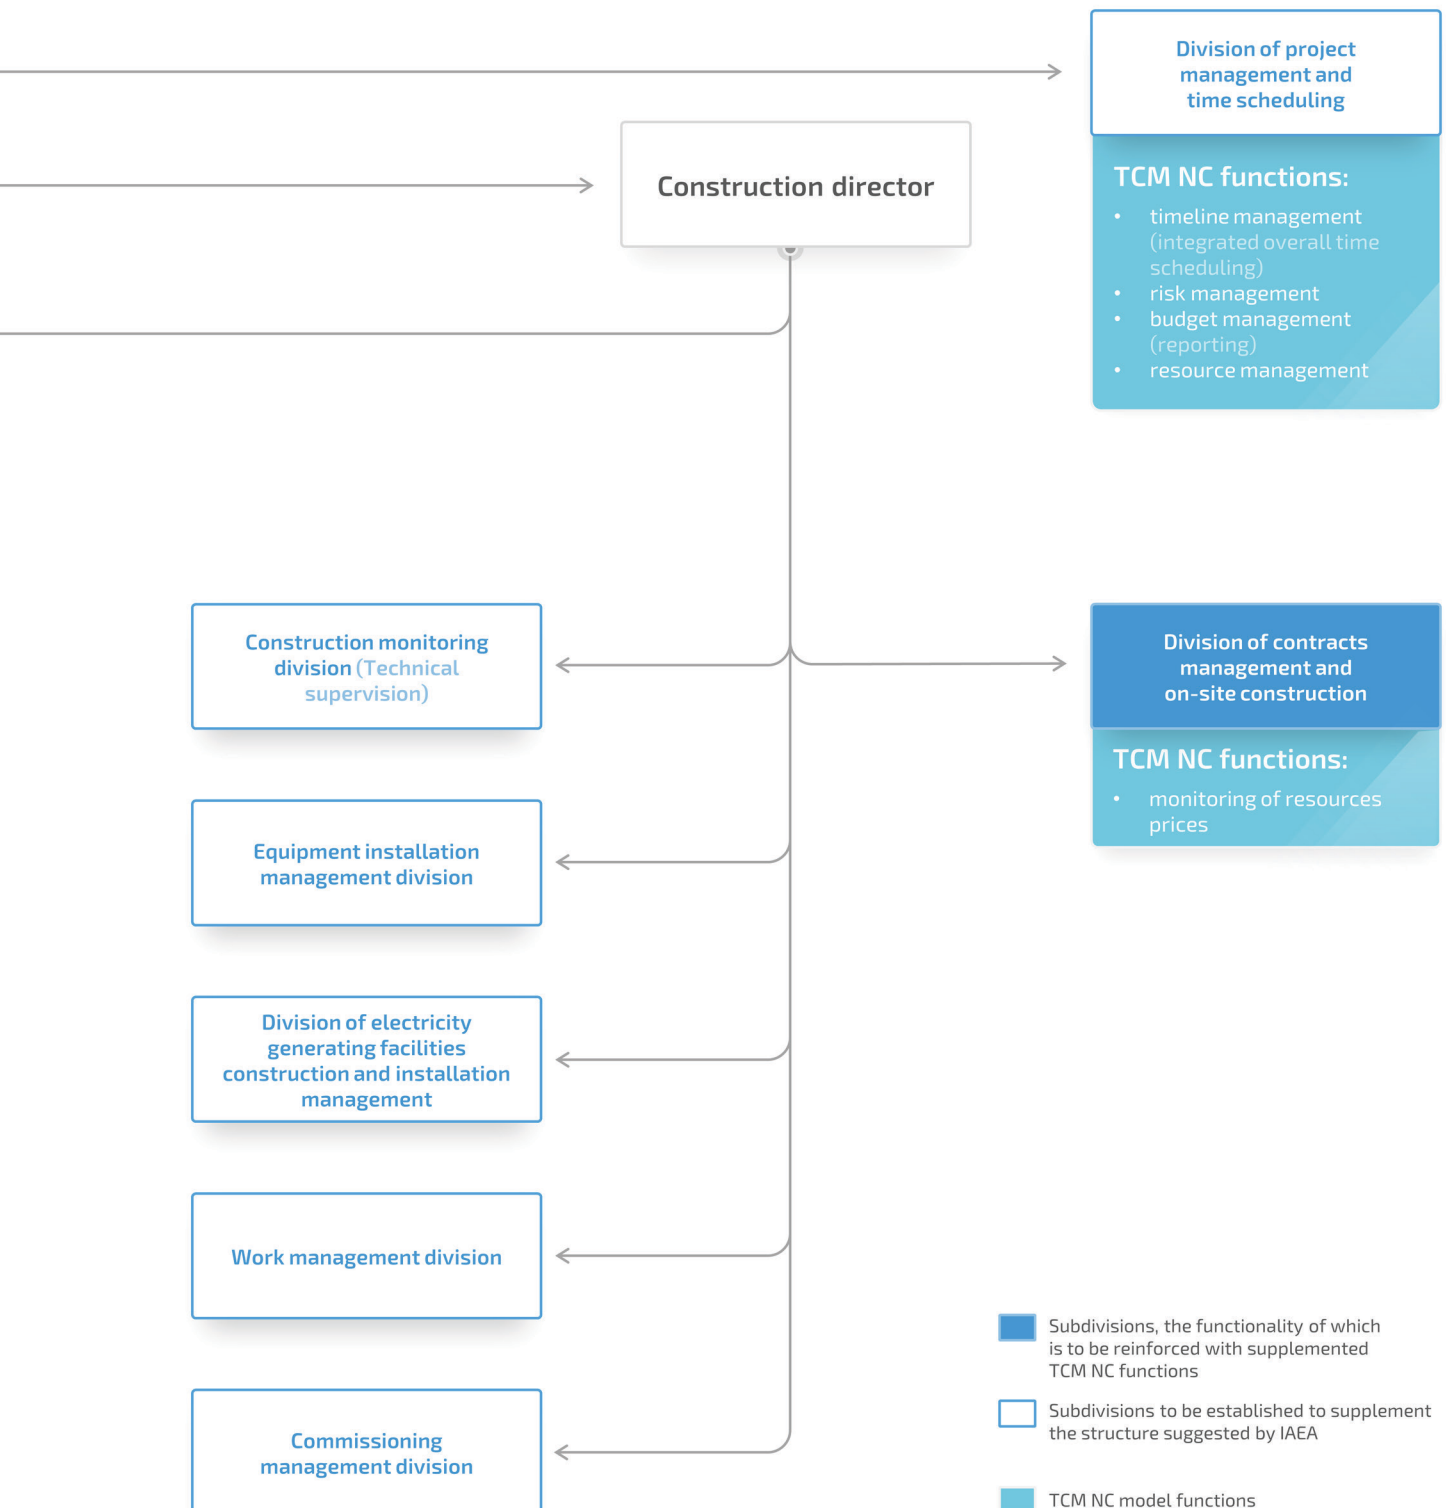 Division of project
management and
time scheduling
TCM NC functions:
• timeline management
(integrated overall time
scheduling)
• risk management
• budget management
(reporting)
• resource management
Construction director
Construction monitoring
division (Technical
supervision)
Division of contracts
management and
on-site construction
TCM NC functions:
• monitoring of resources
prices
Equipment installation
management division
Division of electricity
generating facilities
construction and installation
management
Work management division
Commissioning
management division
Subdivisions, the functionality of which
is to be reinforced with supplemented
TCM NC functions
Subdivisions to be established to supplement
the structure suggested by IAEA
TCM NC model functions